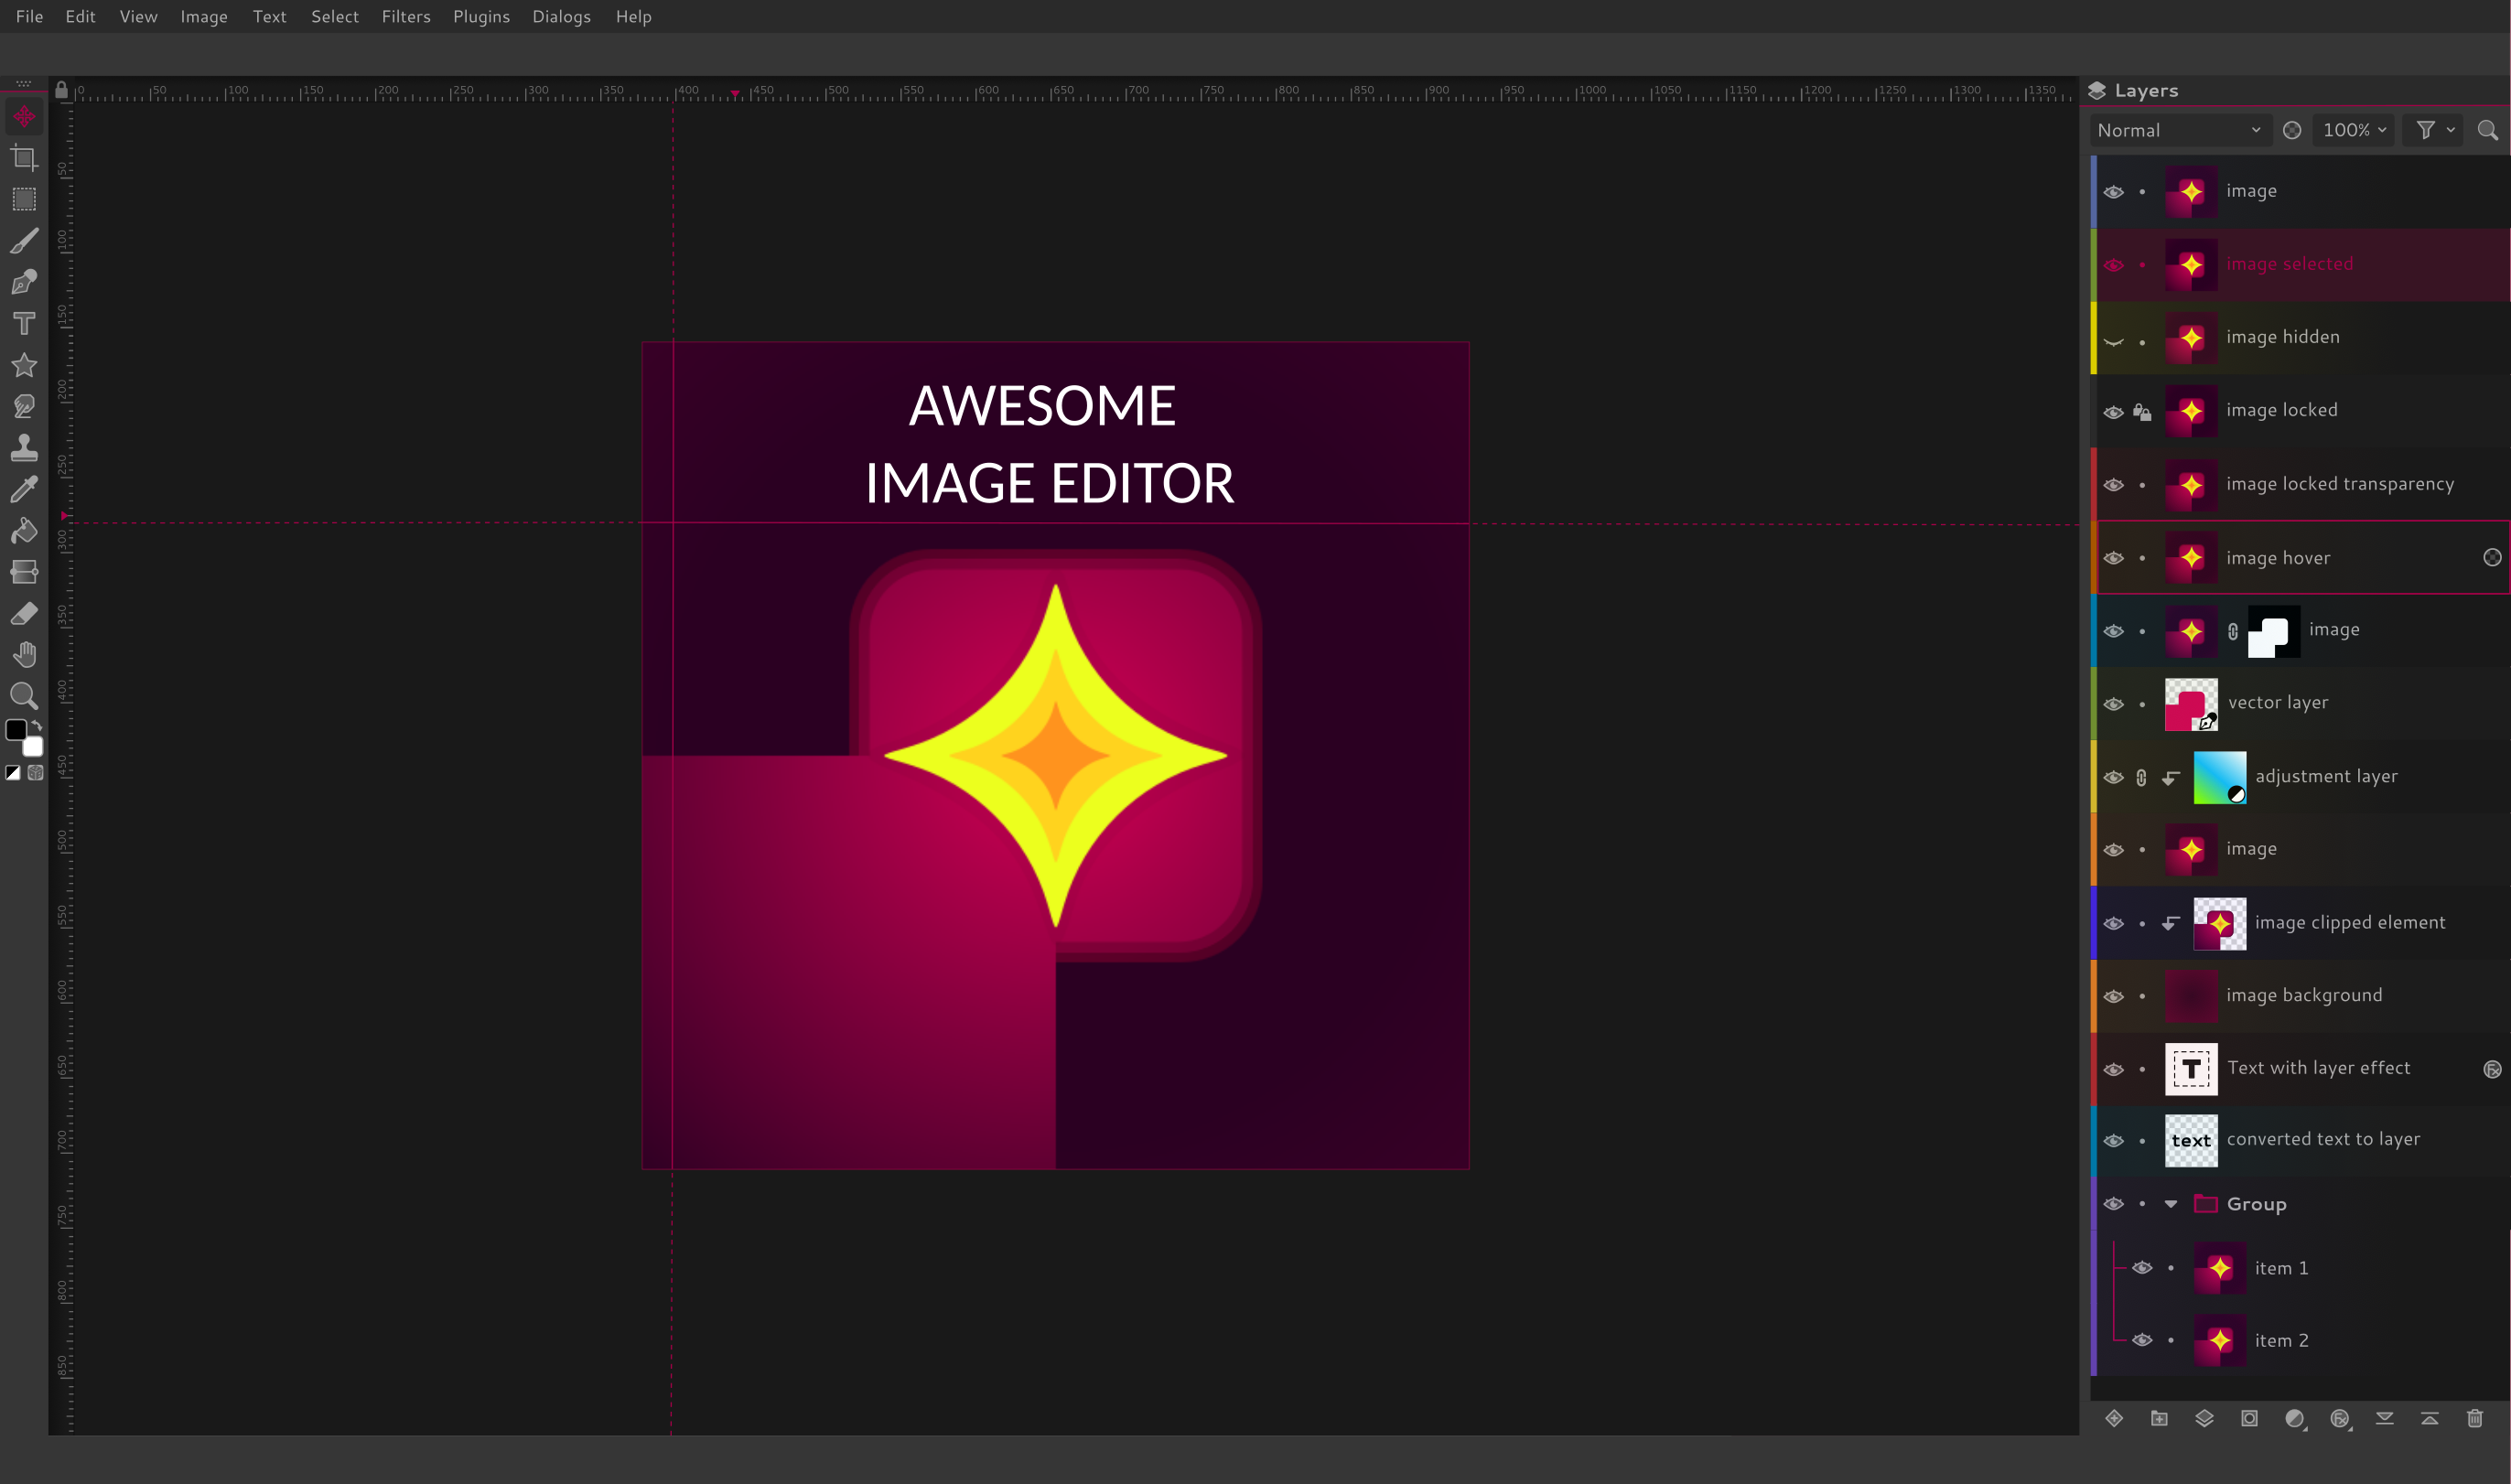 File Edit View Image Text Select Filters Plugins Dialogs Help
0 50 100 150 200 250 300 350 400 450 500 550 600 650 700 750 800 850 900 950 1000 1050 1150 1200 1250 1300 1350
50
100
150
200
250
300
350
400
450
500
550
600
650
700
750
800
850
AWESOME
IMAGE EDITOR
Layers
Normal 100%
image
image selected
image hidden
image locked
image locked transparency
image hover
image
vector layer
adjustment layer
image
image clipped element
image background
T Text with layer effect Fx
text converted text to layer
Group
item 1
item 2
Fx